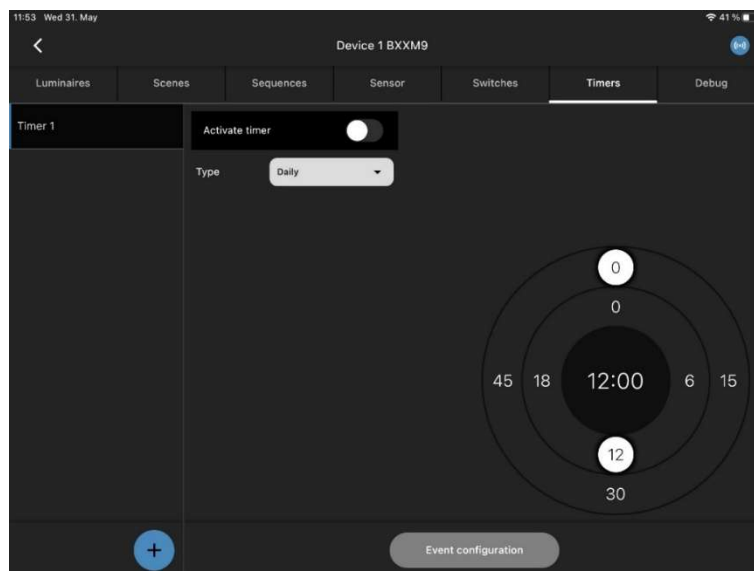 11:53 Wed 31. May 41 %
Device 1 BXXM9
Luminaires Scenes Sequences Sensor Switches Timers Debug
Timer 1
Activate timer
Type Daily
0
0
45 18 12:00 6 15
12
30
+ Event configuration